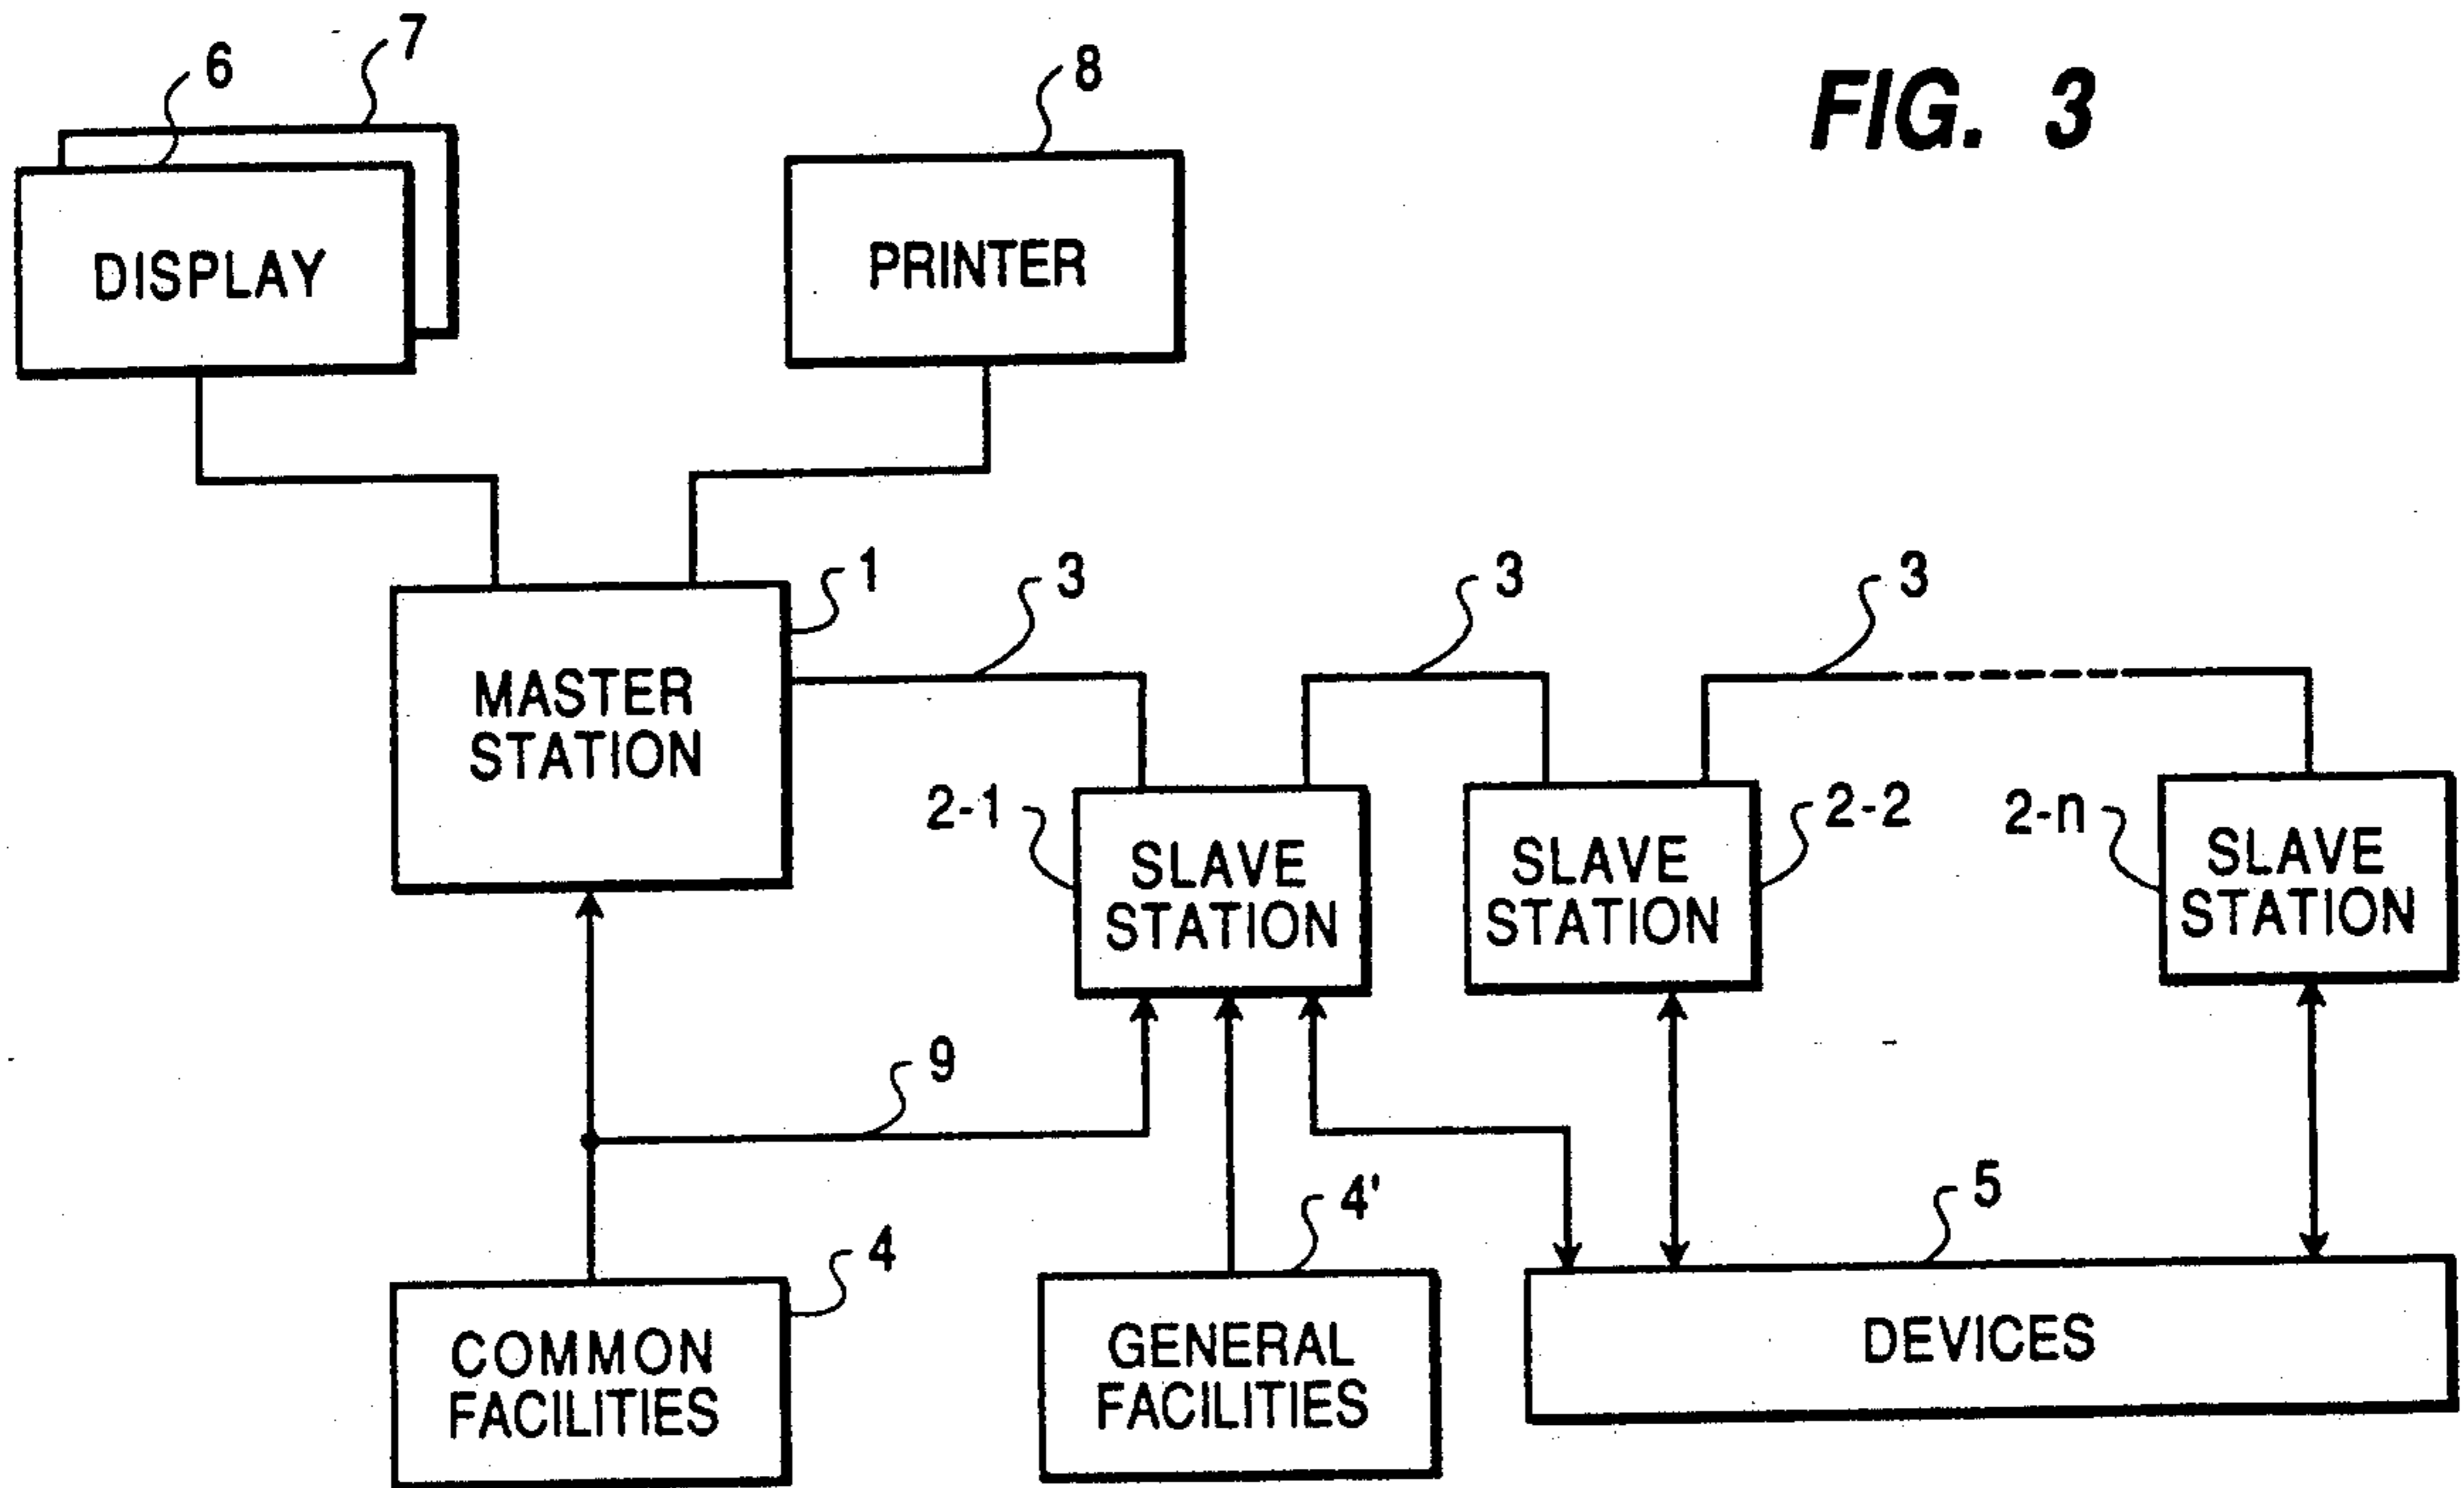 7
6
8
FIG. 3
DISPLAY
PRINTER
1
3
3
3
MASTER
STATION
2-1
2-2
2-n
SLAVE
STATION
SLAVE
STATION
SLAVE
STATION
9
4'
5
4
COMMON
FACILITIES
GENERAL
FACILITIES
DEVICES